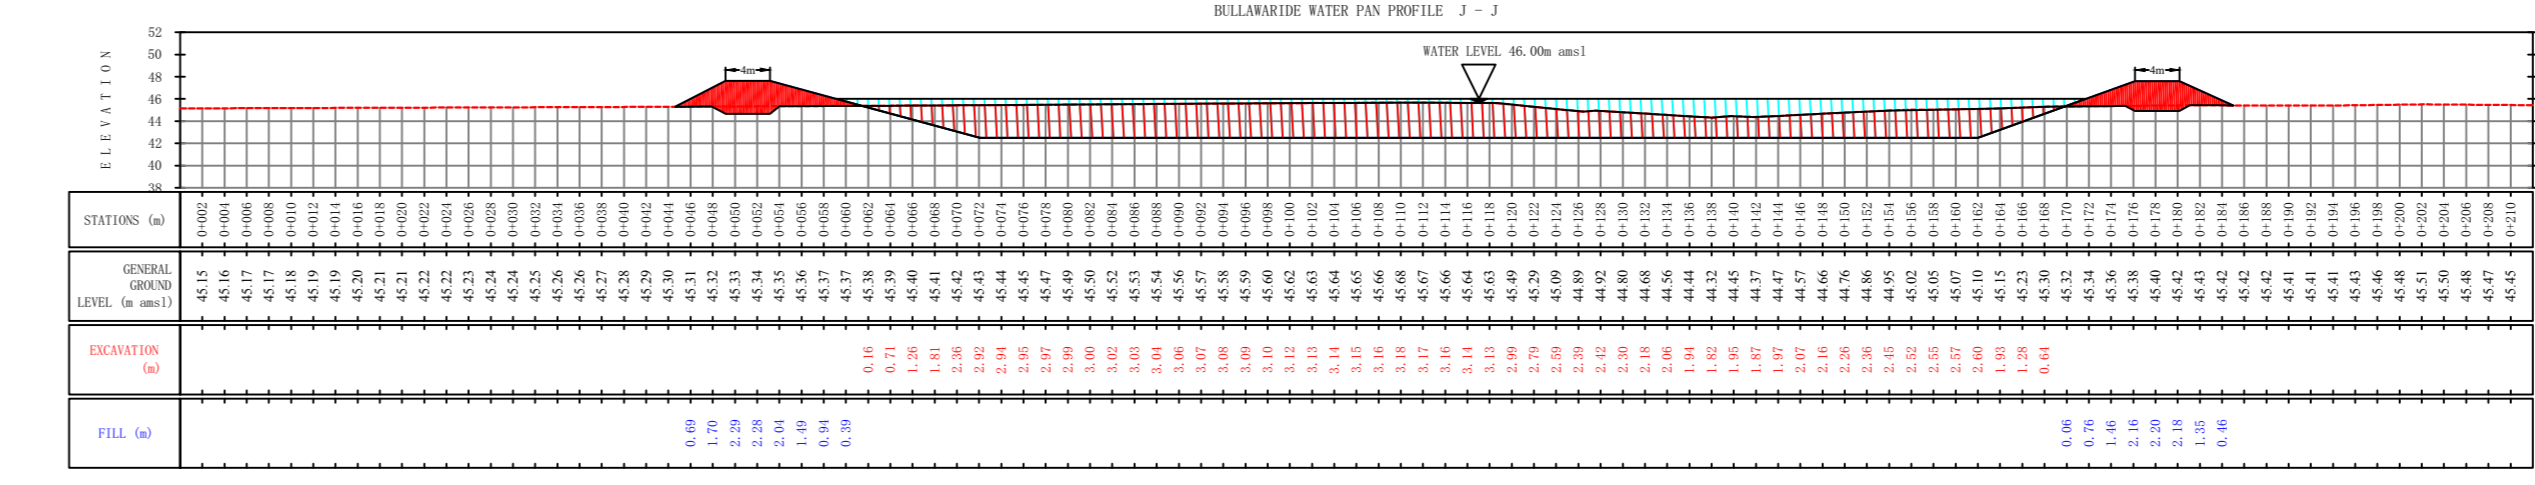 BULLAWARIDE WATER PAN PROFILE J - J
WATER LEVEL 46.00m amsl
ELEVATION
52
50
48
46
44
42
40
38
4m
4m
STATIONS (m)
0+002 0+004 0+006 0+008 0+010 0+012 0+014 0+016 0+018 0+020 0+022 0+024 0+026 0+028 0+030 0+032 0+034 0+036 0+038 0+040 0+042 0+044 0+046 0+048 0+050 0+052 0+054 0+056 0+058 0+060 0+062 0+064 0+066 0+068 0+070 0+072 0+074 0+076 0+078 0+080 0+082 0+084 0+086 0+088 0+090 0+092 0+094 0+096 0+098 0+100 0+102 0+104 0+106 0+108 0+110 0+112 0+114 0+116 0+118 0+120 0+122 0+124 0+126 0+128 0+130 0+132 0+134 0+136 0+138 0+140 0+142 0+144 0+146 0+148 0+150 0+152 0+154 0+156 0+158 0+160 0+162 0+164 0+166 0+168 0+170 0+172 0+174 0+176 0+178 0+180 0+182 0+184 0+186 0+188 0+190 0+192 0+194 0+196 0+198 0+200 0+202 0+204 0+206 0+208 0+210
GENERAL
GROUND
LEVEL (m amsl)
45.15 45.16 45.17 45.17 45.18 45.19 45.19 45.20 45.21 45.21 45.22 45.22 45.23 45.24 45.24 45.25 45.26 45.26 45.27 45.28 45.29 45.30 45.31 45.32 45.33 45.34 45.35 45.36 45.37 45.37 45.38 45.39 45.40 45.41 45.42 45.43 45.44 45.45 45.47 45.49 45.50 45.52 45.53 45.54 45.56 45.57 45.58 45.59 45.60 45.62 45.63 45.64 45.65 45.66 45.68 45.67 45.66 45.64 45.63 45.49 45.29 45.09 44.89 44.92 44.80 44.68 44.56 44.44 44.32 44.45 44.37 44.47 44.57 44.66 44.76 44.86 44.95 45.02 45.05 45.07 45.10 45.15 45.23 45.30 45.32 45.34 45.36 45.38 45.40 45.42 45.43 45.42 45.42 45.42 45.41 45.41 45.41 45.43 45.46 45.48 45.51 45.50 45.48 45.47 45.45
EXCAVATION
(m)
0.16 0.71 1.26 1.81 2.36 2.92 2.94 2.95 2.97 2.99 3.00 3.02 3.03 3.04 3.06 3.07 3.08 3.09 3.10 3.12 3.13 3.14 3.15 3.16 3.18 3.17 3.16 3.14 3.13 2.99 2.79 2.59 2.39 2.42 2.30 2.18 2.06 1.94 1.82 1.95 1.87 1.97 2.07 2.16 2.26 2.36 2.45 2.52 2.55 2.57 2.60 1.93 1.28 0.64
FILL (m)
0.69 1.70 2.29 2.28 2.04 1.49 0.94 0.39 0.06 0.76 1.46 2.16 2.20 2.18 1.35 0.46